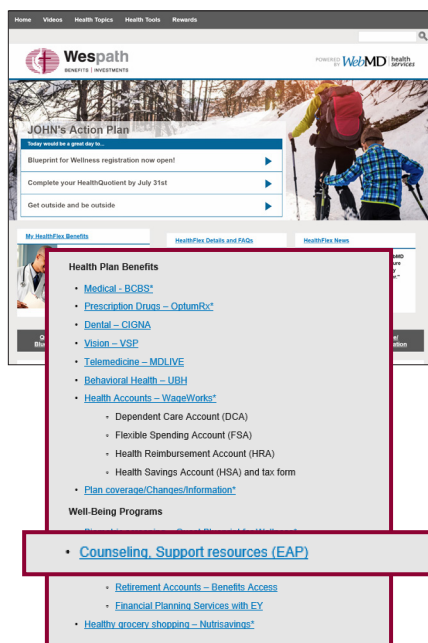 Home Videos Health Topics Health Tools Rewards
Wespath
BENEFITS | INVESTMENTS
POWERED BY WebMD health services
JOHN's Action Plan
Today would be a great day to...
Blueprint for Wellness registration now open!
Complete your HealthQuotient by July 31st
Get outside and be outside
My HealthFlex Benefits
HealthFlex Details and FAQs
HealthFlex News
Health Plan Benefits
• Medical - BCBS*
• Prescription Drugs – OptumRx*
• Dental – CIGNA
• Vision – VSP
• Telemedicine – MDLIVE
• Behavioral Health – UBH
• Health Accounts – WageWorks*
◦ Dependent Care Account (DCA)
◦ Flexible Spending Account (FSA)
◦ Health Reimbursement Account (HRA)
◦ Health Savings Account (HSA) and tax form
• Plan coverage/Changes/Information*
Well-Being Programs
• Counseling, Support resources (EAP)
◦ Retirement Accounts – Benefits Access
◦ Financial Planning Services with EY
• Healthy grocery shopping – Nutrisavings*